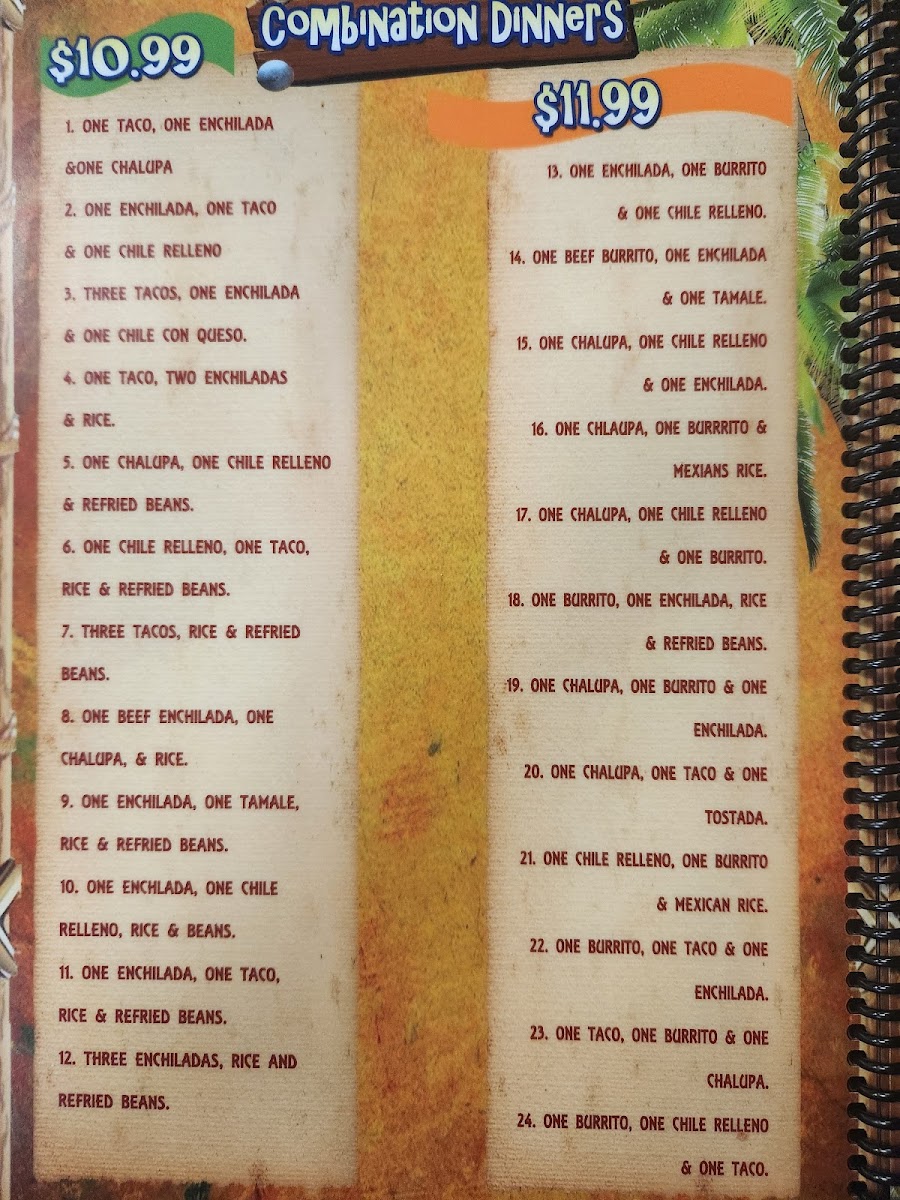 Combination Dinners
$10.99
1. ONE TACO, ONE ENCHILADA
&ONE CHALUPA
2. ONE ENCHILADA, ONE TACO
& ONE CHILE RELLENO
3. THREE TACOS, ONE ENCHILADA
& ONE CHILE CON QUESO.
4. ONE TACO, TWO ENCHILADAS
& RICE.
5. ONE CHALUPA, ONE CHILE RELLENO
& REFRIED BEANS.
6. ONE CHILE RELLENO, ONE TACO,
RICE & REFRIED BEANS.
7. THREE TACOS, RICE & REFRIED
BEANS.
8. ONE BEEF ENCHILADA, ONE
CHALUPA, & RICE.
9. ONE ENCHILADA, ONE TAMALE,
RICE & REFRIED BEANS.
10. ONE ENCHLADA, ONE CHILE
RELLENO, RICE & BEANS.
11. ONE ENCHILADA, ONE TACO,
RICE & REFRIED BEANS.
12. THREE ENCHILADAS, RICE AND
REFRIED BEANS.
$11.99
13. ONE ENCHILADA, ONE BURRITO
& ONE CHILE RELLENO.
14. ONE BEEF BURRITO, ONE ENCHILADA
& ONE TAMALE.
15. ONE CHALUPA, ONE CHILE RELLENO
& ONE ENCHILADA.
16. ONE CHLAUPA, ONE BURRRITO &
MEXIANS RICE.
17. ONE CHALUPA, ONE CHILE RELLENO
& ONE BURRITO.
18. ONE BURRITO, ONE ENCHILADA, RICE
& REFRIED BEANS.
19. ONE CHALUPA, ONE BURRITO & ONE
ENCHILADA.
20. ONE CHALUPA, ONE TACO & ONE
TOSTADA.
21. ONE CHILE RELLENO, ONE BURRITO
& MEXICAN RICE.
22. ONE BURRITO, ONE TACO & ONE
ENCHILADA.
23. ONE TACO, ONE BURRITO & ONE
CHALUPA.
24. ONE BURRITO, ONE CHILE RELLENO
& ONE TACO.